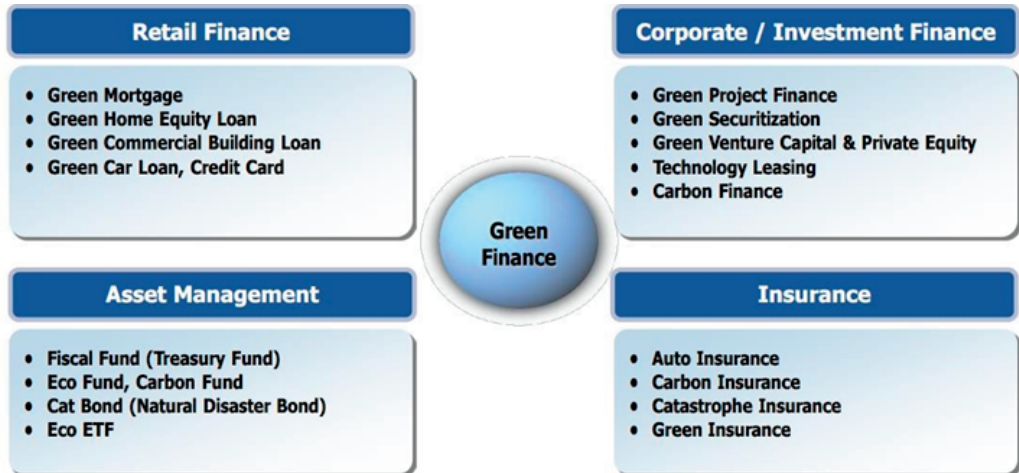 Retail Finance
• Green Mortgage
• Green Home Equity Loan
• Green Commercial Building Loan
• Green Car Loan, Credit Card
Corporate / Investment Finance
• Green Project Finance
• Green Securitization
• Green Venture Capital & Private Equity
• Technology Leasing
• Carbon Finance
Green
Finance
Asset Management
• Fiscal Fund (Treasury Fund)
• Eco Fund, Carbon Fund
• Cat Bond (Natural Disaster Bond)
• Eco ETF
Insurance
• Auto Insurance
• Carbon Insurance
• Catastrophe Insurance
• Green Insurance